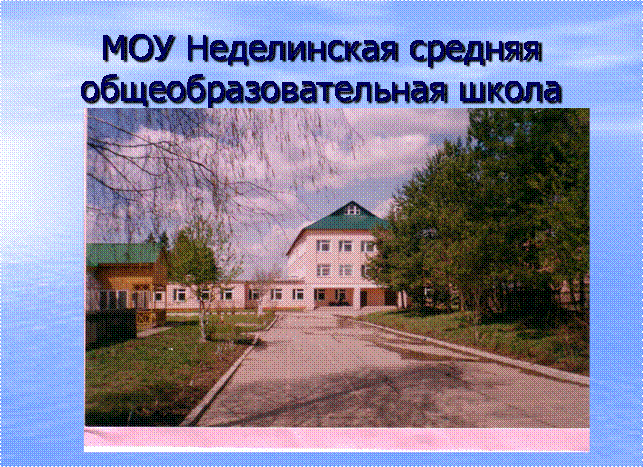 МОУ Неделинская средняя
общеобразовательная школа